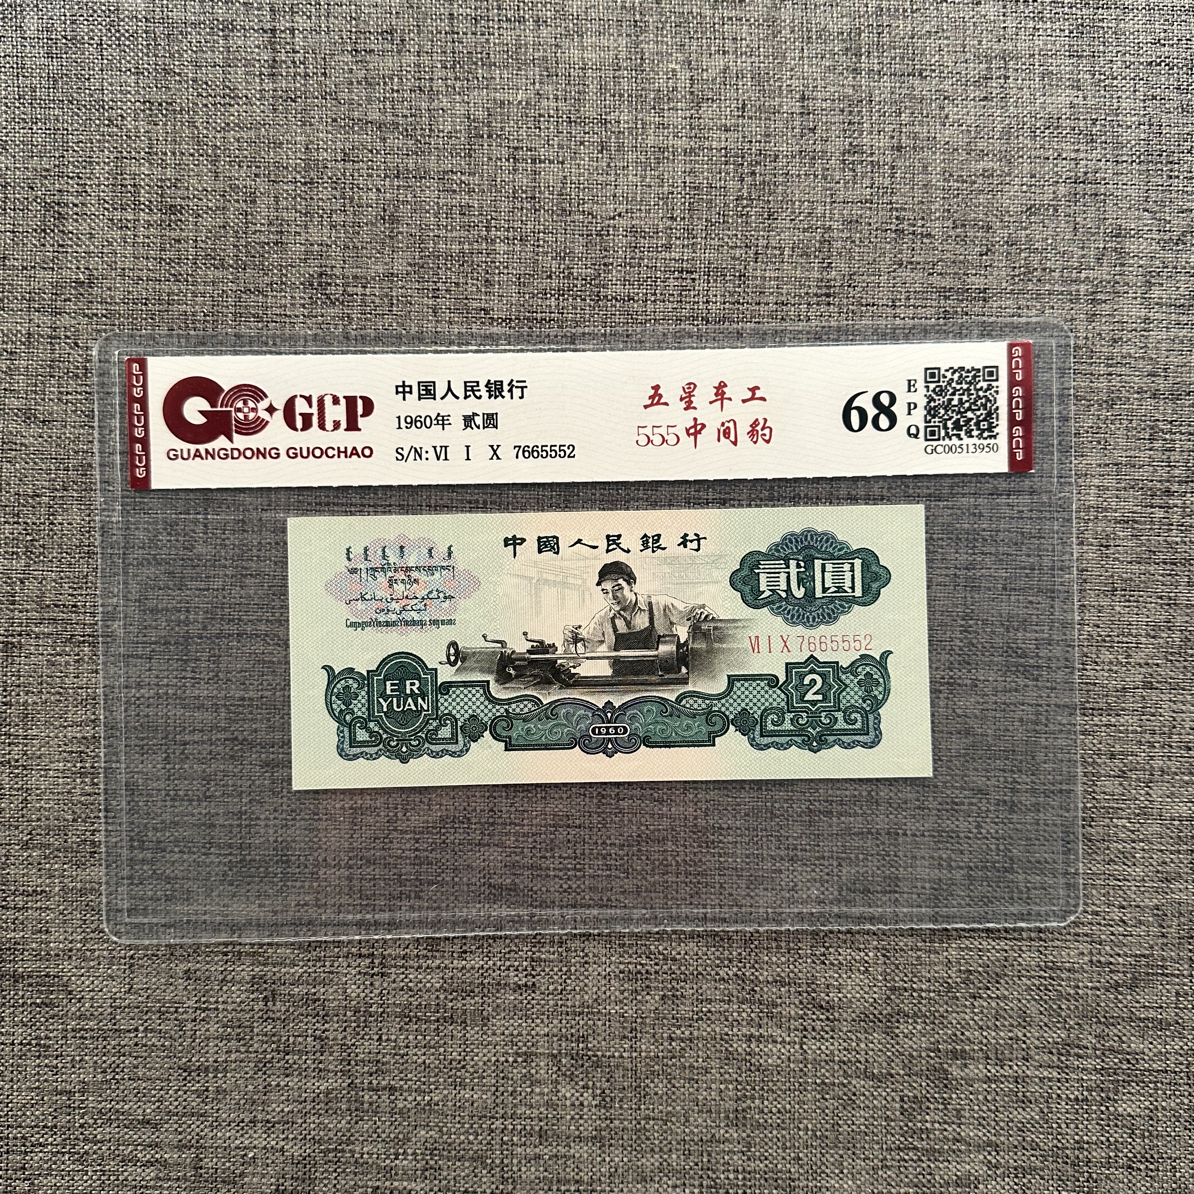 GCP GCP GCP
GCP
GUANGDONG GUOCHAO
中国人民银行
1960年 贰圆
S/N: VI I X 7665552
五星车工
555中间豹
68
EPQ
GC00513950
GCP GCP GCP
中國人民銀行
貳圓
VI I X 7665552
ER
YUAN
1960
2